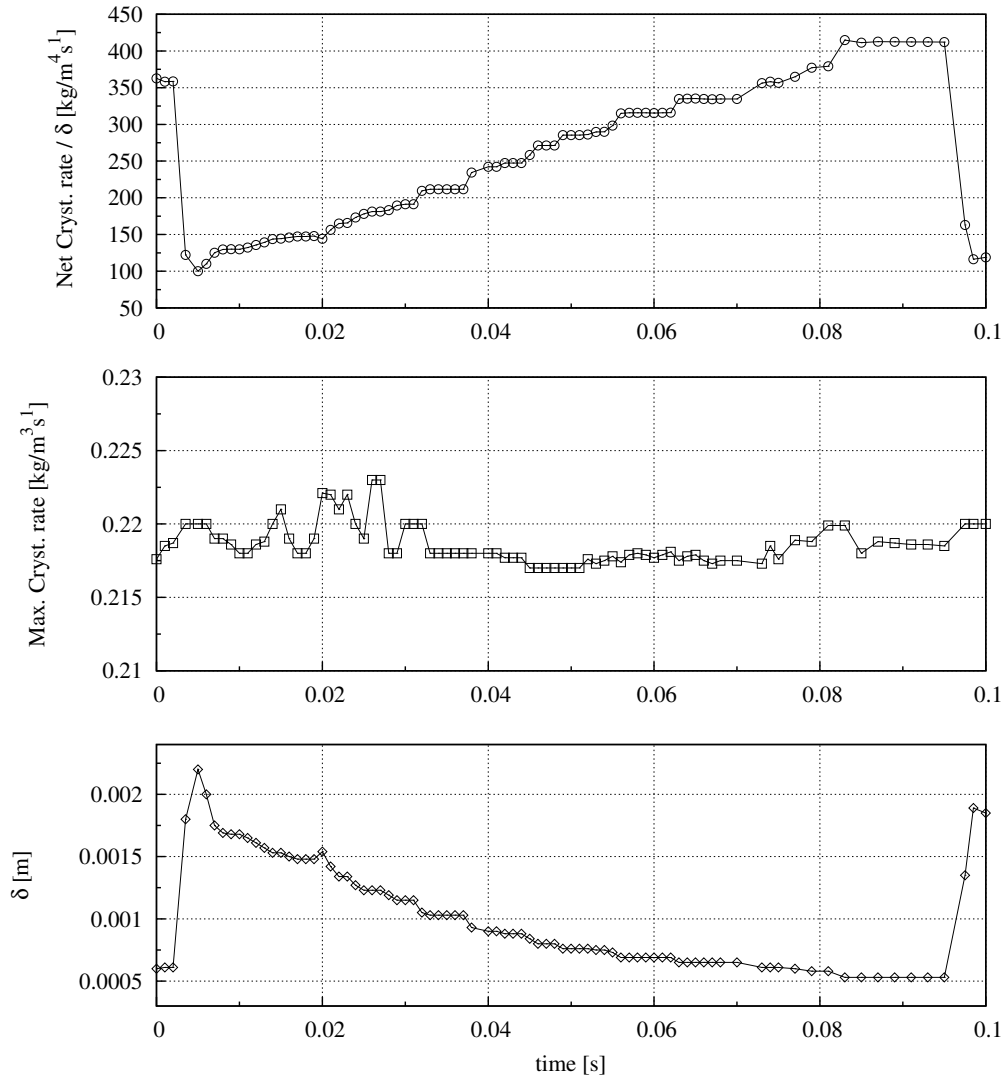 450
400
350
300
250
200
150
100
50
Net Cryst. rate / δ [kg/m⁴s¹]
0 0.02 0.04 0.06 0.08 0.1
0.23
0.225
0.22
0.215
0.21
Max. Cryst. rate [kg/m³s¹]
0 0.02 0.04 0.06 0.08 0.1
0.002
0.0015
0.001
0.0005
δ [m]
0 0.02 0.04 0.06 0.08 0.1
time [s]